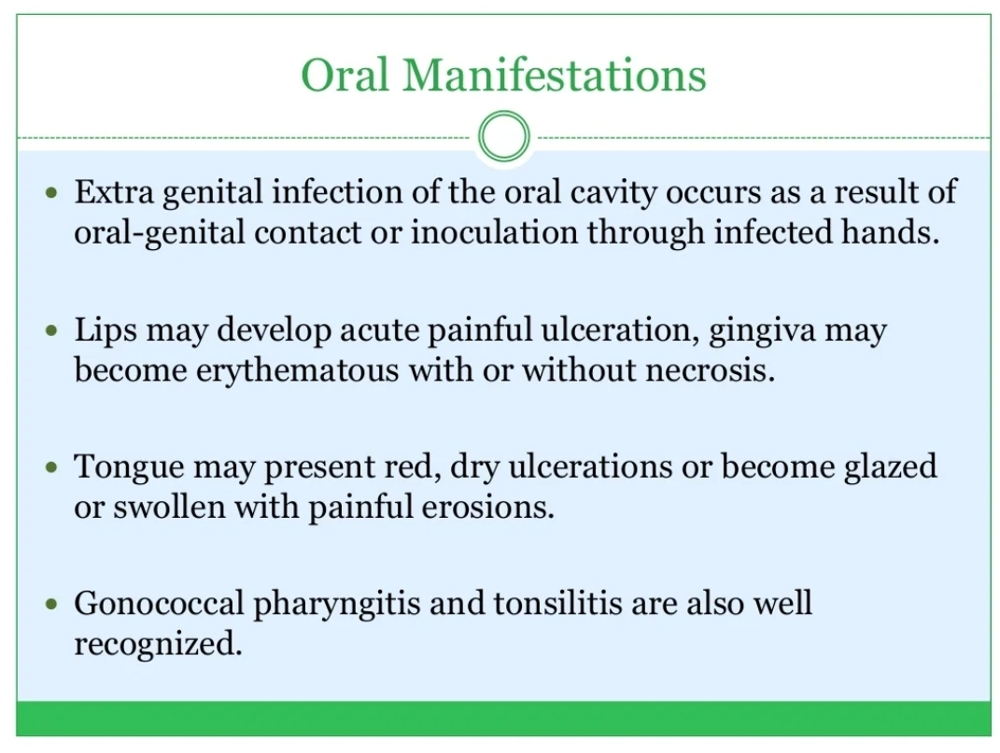 Oral Manifestations
• Extra genital infection of the oral cavity occurs as a result of
oral-genital contact or inoculation through infected hands.
• Lips may develop acute painful ulceration, gingiva may
become erythematous with or without necrosis.
• Tongue may present red, dry ulcerations or become glazed
or swollen with painful erosions.
• Gonococcal pharyngitis and tonsilitis are also well
recognized.